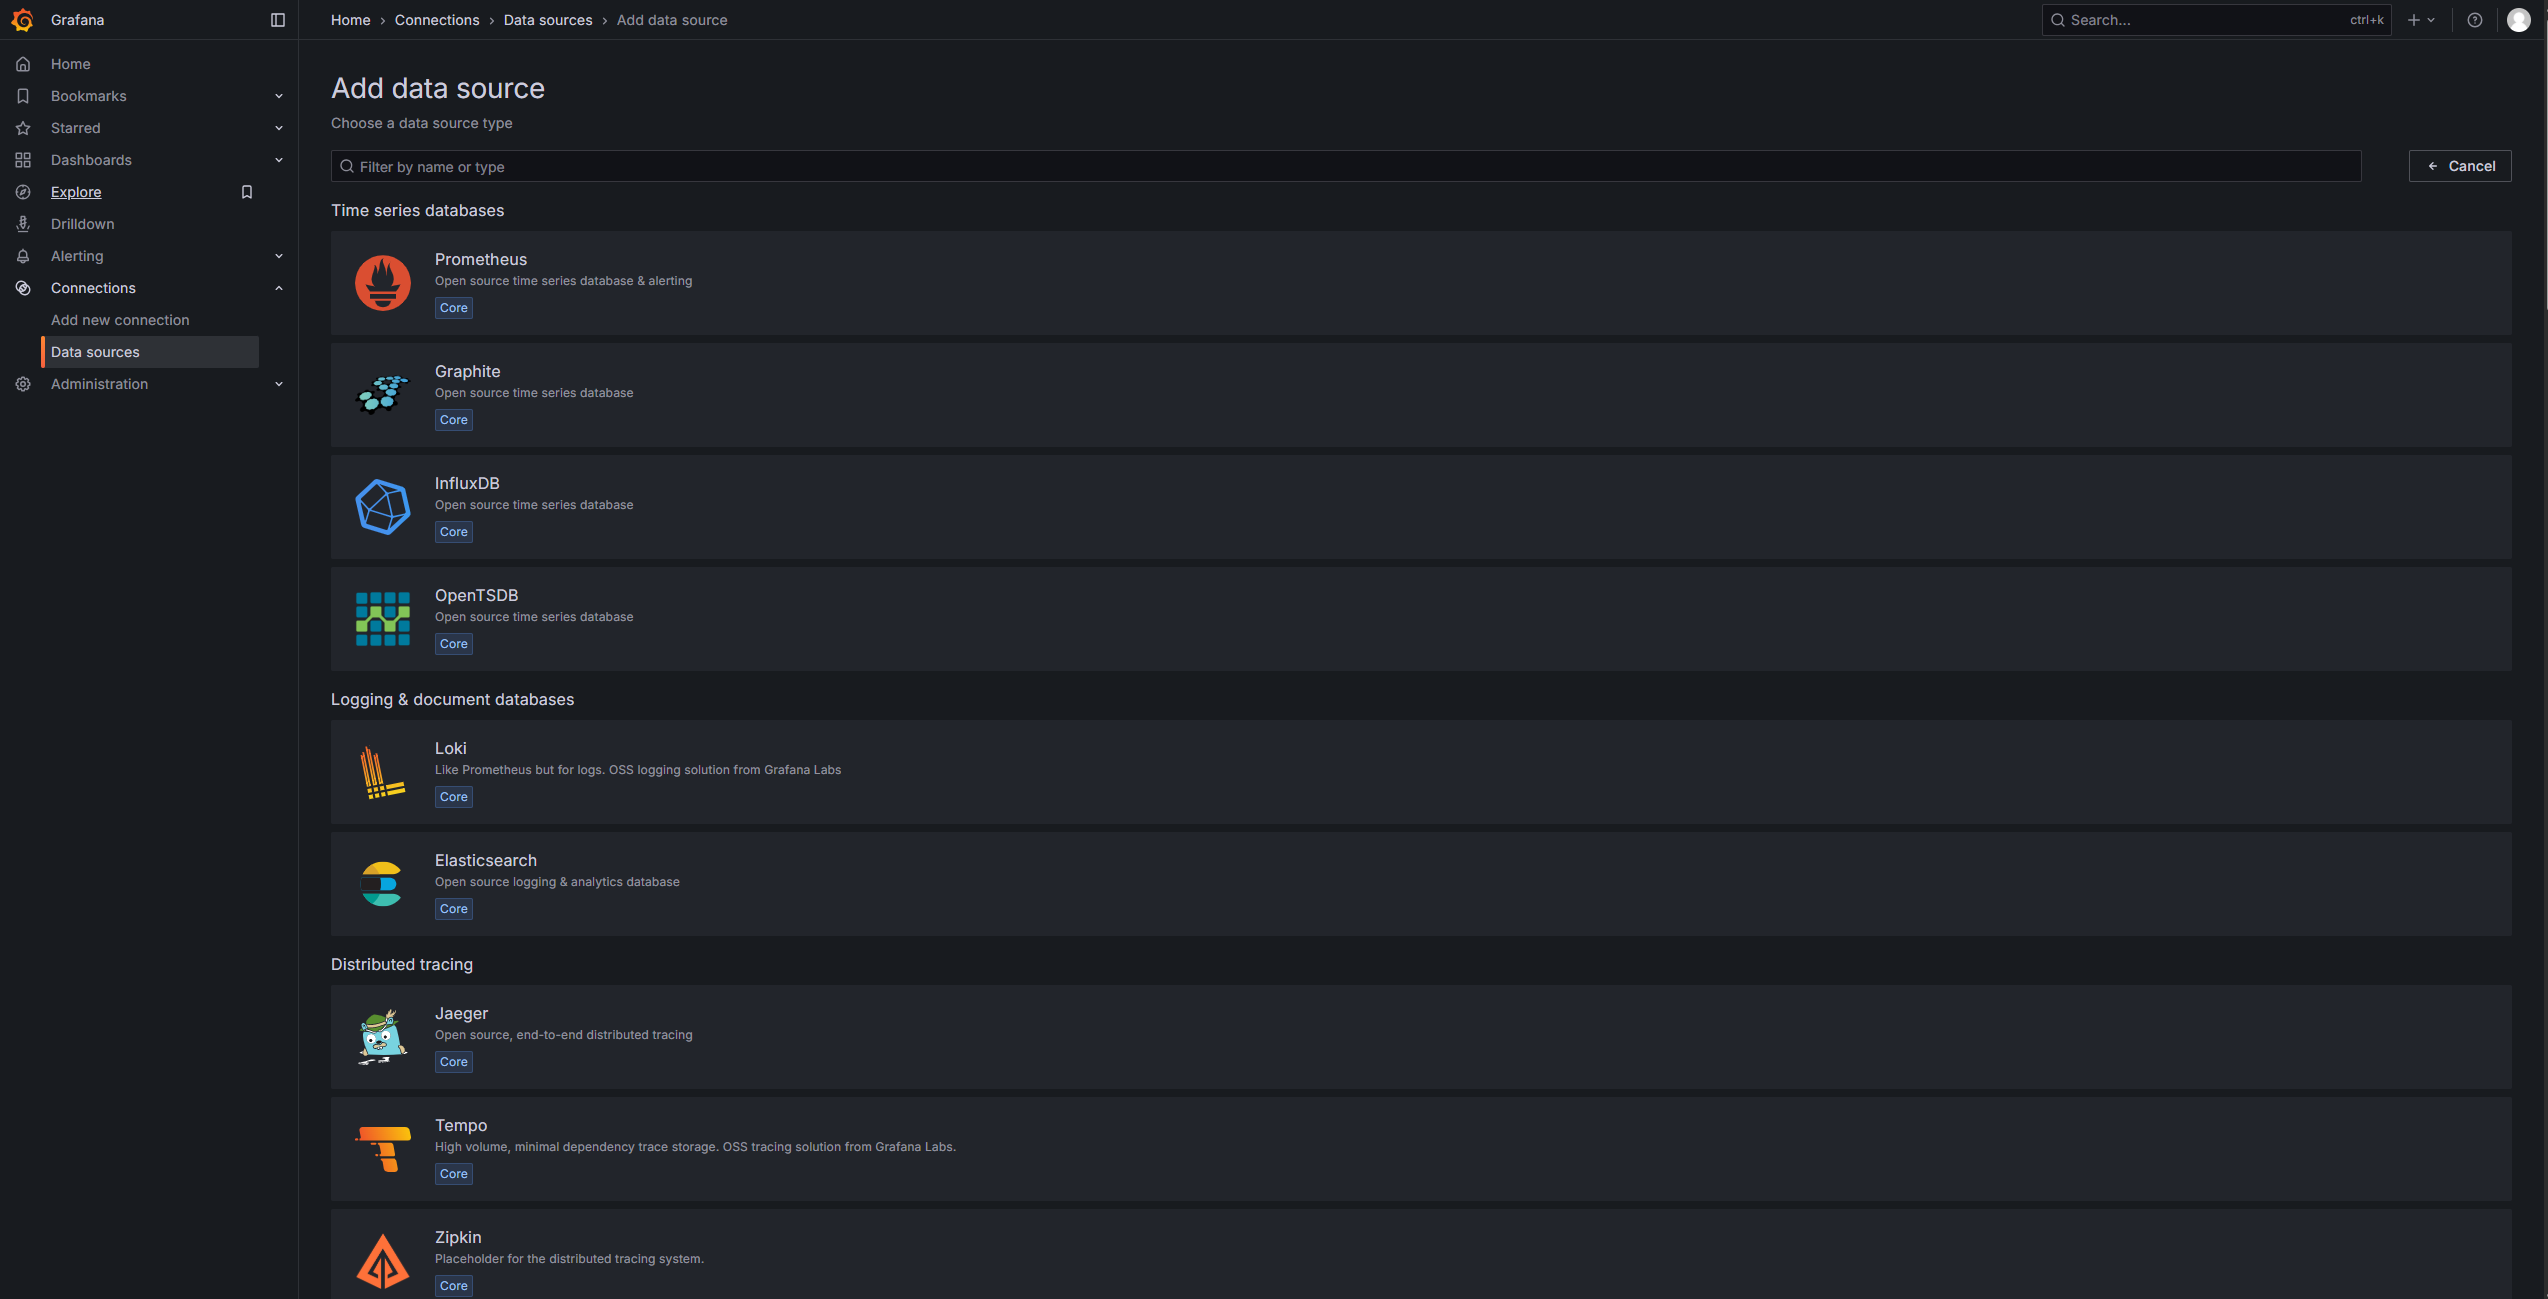 Grafana
Home › Connections › Data sources › Add data source
Search...
ctrl+k
Home
Bookmarks
Starred
Dashboards
Explore
Drilldown
Alerting
Connections
Add new connection
Data sources
Administration
Add data source
Choose a data source type
Filter by name or type
Cancel
Time series databases
Prometheus
Open source time series database & alerting
Core
Graphite
Open source time series database
Core
InfluxDB
Open source time series database
Core
OpenTSDB
Open source time series database
Core
Logging & document databases
Loki
Like Prometheus but for logs. OSS logging solution from Grafana Labs
Core
Elasticsearch
Open source logging & analytics database
Core
Distributed tracing
Jaeger
Open source, end-to-end distributed tracing
Core
Tempo
High volume, minimal dependency trace storage. OSS tracing solution from Grafana Labs.
Core
Zipkin
Placeholder for the distributed tracing system.
Core